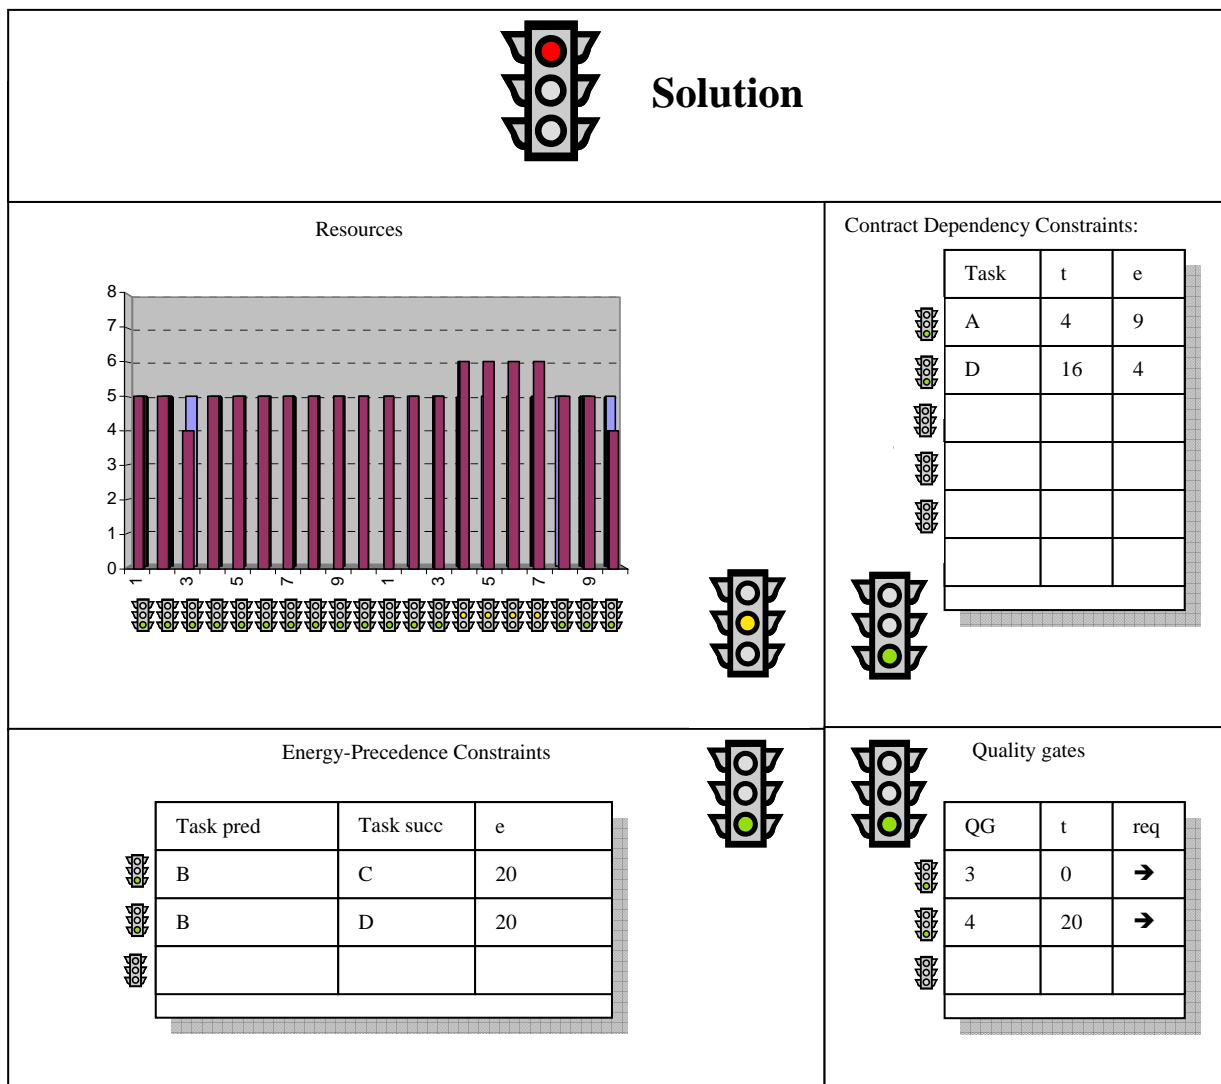 Solution
Resources
8
7
6
5
4
3
2
1
0
1 3 5 7 9 1 3 5 7 9
Contract Dependency Constraints:
Task t e
A 4 9
D 16 4
Energy-Precedence Constraints
Task pred Task succ e
B C 20
B D 20
Quality gates
QG t req
3 0 ➔
4 20 ➔